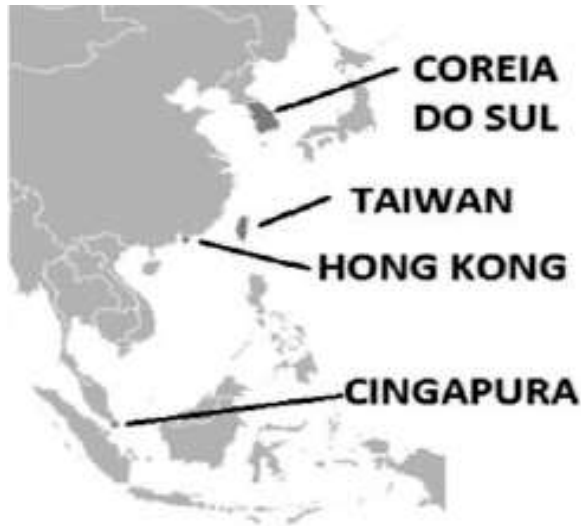 COREIA
DO SUL
TAIWAN
HONG KONG
CINGAPURA